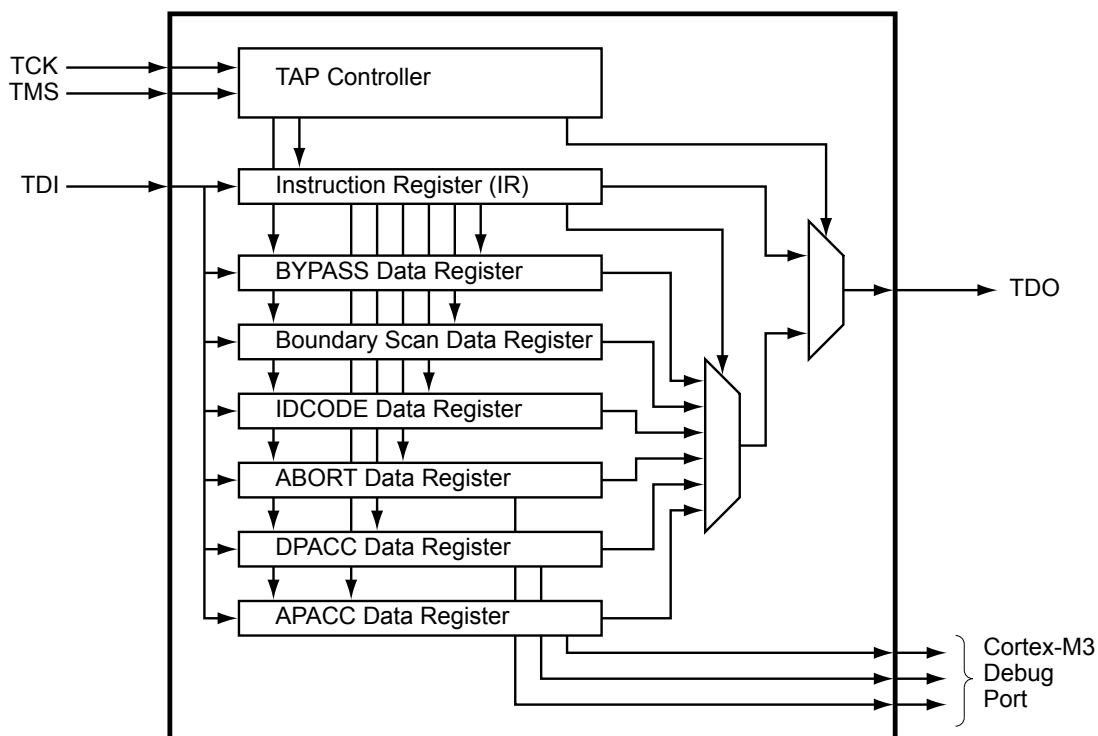 TCK
TMS
TAP Controller
TDI
Instruction Register (IR)
BYPASS Data Register
TDO
Boundary Scan Data Register
IDCODE Data Register
ABORT Data Register
DPACC Data Register
APACC Data Register
Cortex-M3
Debug
Port